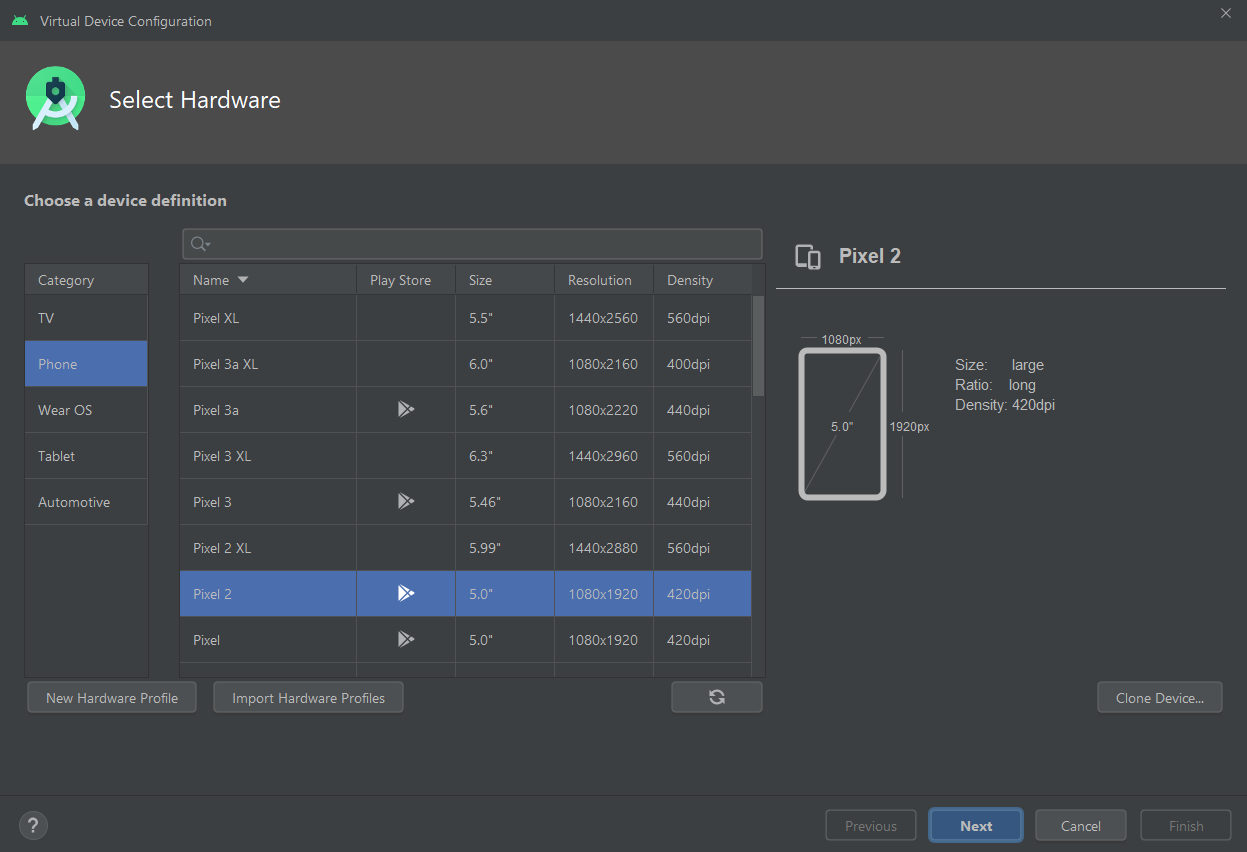 Virtual Device Configuration
Select Hardware
Choose a device definition
Category
TV
Phone
Wear OS
Tablet
Automotive
Name Play Store Size Resolution Density
Pixel XL 5.5" 1440x2560 560dpi
Pixel 3a XL 6.0" 1080x2160 400dpi
Pixel 3a 5.6" 1080x2220 440dpi
Pixel 3 XL 6.3" 1440x2960 560dpi
Pixel 3 5.46" 1080x2160 440dpi
Pixel 2 XL 5.99" 1440x2880 560dpi
Pixel 2 5.0" 1080x1920 420dpi
Pixel 5.0" 1080x1920 420dpi
Pixel 2
1080px
5.0"
1920px
Size: large
Ratio: long
Density: 420dpi
New Hardware Profile Import Hardware Profiles Clone Device...
? Previous Next Cancel Finish